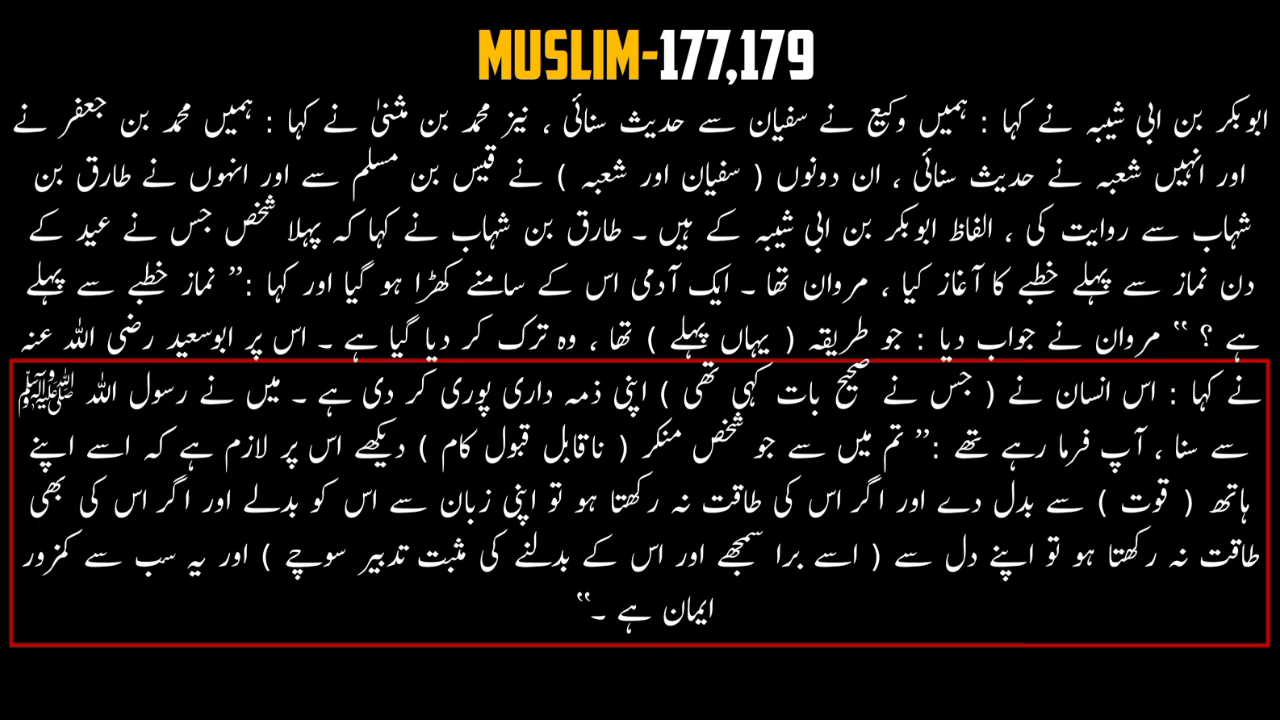 MUSLIM-177,179
ابوبکر بن ابی شیبہ نے کہا : ہمیں وکیع نے سفیان سے حدیث سنائی ، نیز محمد بن مثنیٰ نے کہا : ہمیں محمد بن جعفر نے
اور انہیں شعبہ نے حدیث سنائی ، ان دونوں ( سفیان اور شعبہ ) نے قیس بن مسلم سے اور انہوں نے طارق بن
شہاب سے روایت کی ، الفاظ ابوبکر بن ابی شیبہ کے ہیں ۔ طارق بن شہاب نے کہا کہ پہلا شخص جس نے عید کے
دن نماز سے پہلے خطبے کا آغاز کیا ، مروان تھا ۔ ایک آدمی اس کے سامنے کھڑا ہو گیا اور کہا :’’ نماز خطبے سے پہلے
ہے ؟ ‘‘ مروان نے جواب دیا : جو طریقہ ( یہاں پہلے ) تھا ، وہ ترک کر دیا گیا ہے ۔ اس پر ابوسعید رضی اللہ عنہ
نے کہا : اس انسان نے ( جس نے صحیح بات کہی تھی ) اپنی ذمہ داری پوری کر دی ہے ۔ میں نے رسول اللہ ﷺ
سے سنا ، آپ فرما رہے تھے :’’ تم میں سے جو شخص منکر ( ناقابل قبول کام ) دیکھے اس پر لازم ہے کہ اسے اپنے
ہاتھ ( قوت ) سے بدل دے اور اگر اس کی طاقت نہ رکھتا ہو تو اپنی زبان سے اس کو بدلے اور اگر اس کی بھی
طاقت نہ رکھتا ہو تو اپنے دل سے ( اسے برا سمجھے اور اس کے بدلنے کی مثبت تدبیر سوچے ) اور یہ سب سے کمزور
ایمان ہے ۔‘‘